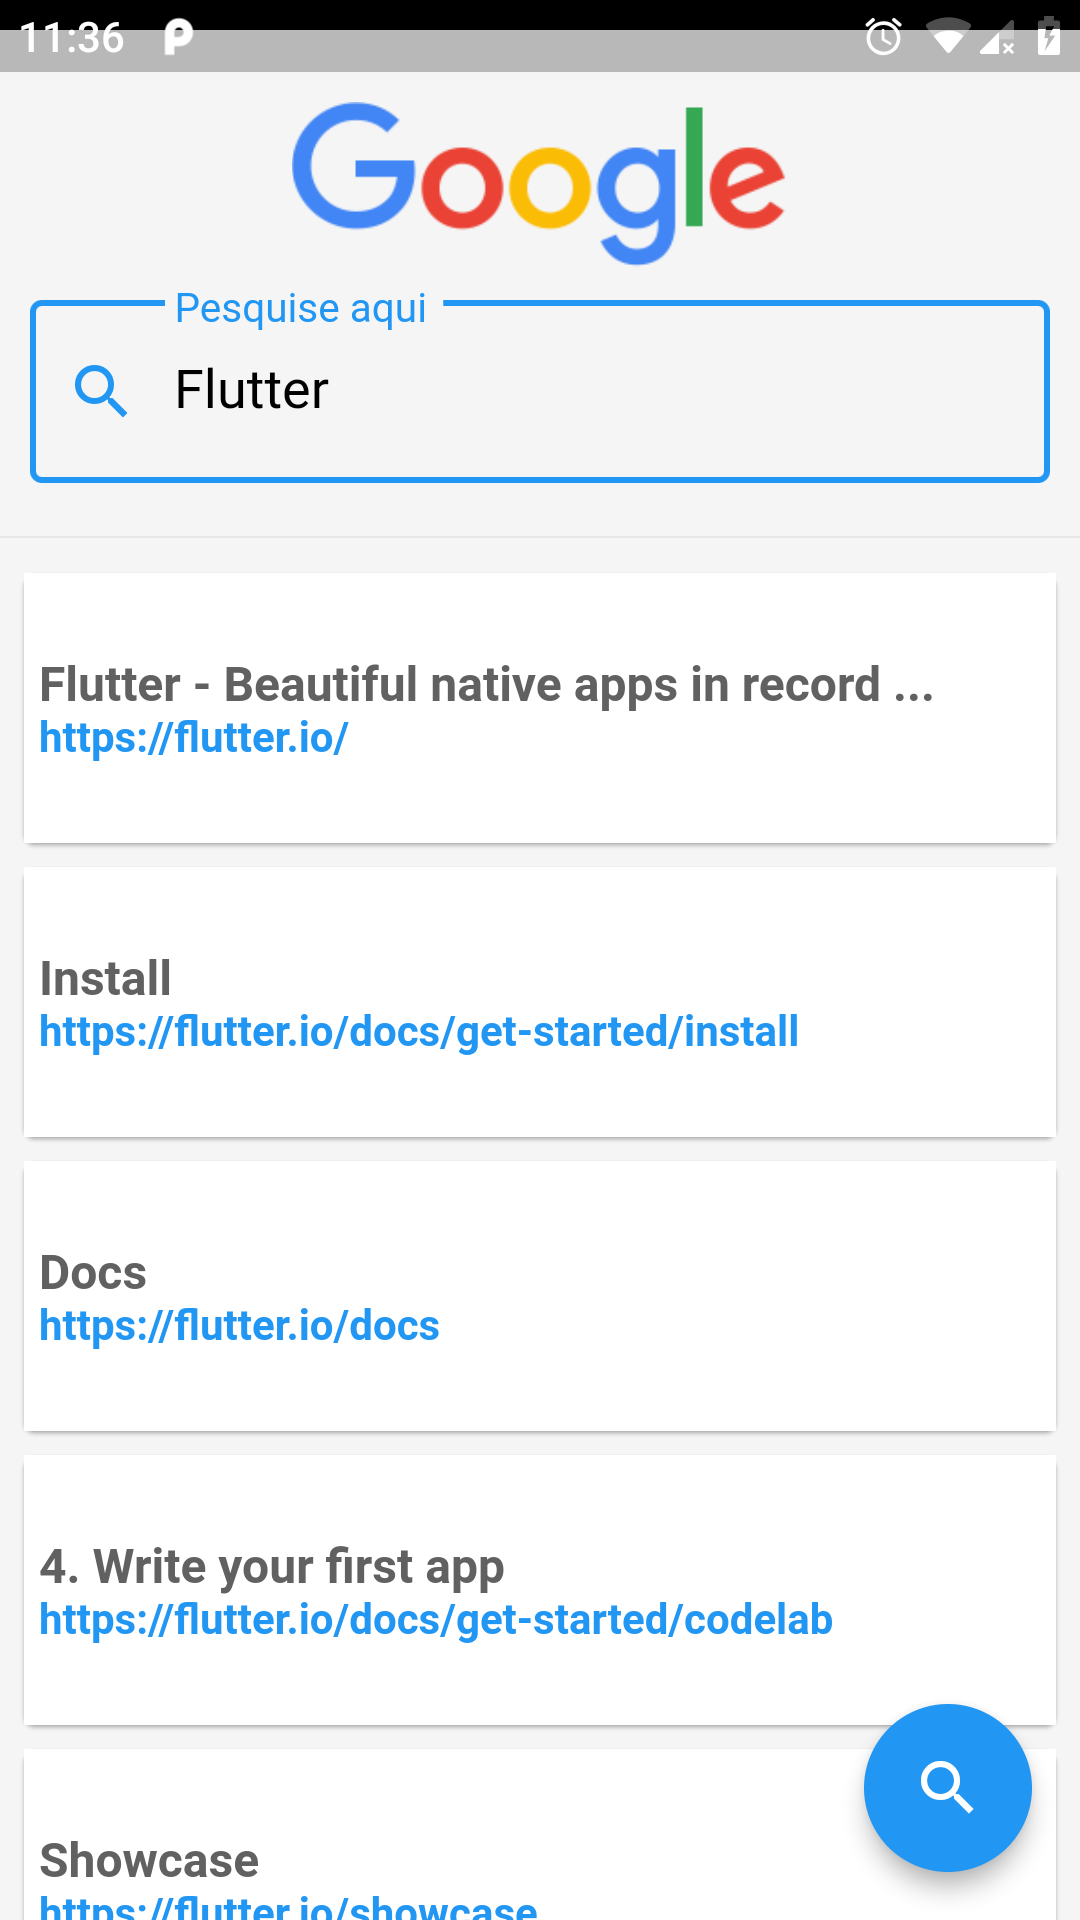 11:36
Google
Pesquise aqui
Flutter
Flutter - Beautiful native apps in record ...
https://flutter.io/
Install
https://flutter.io/docs/get-started/install
Docs
https://flutter.io/docs
4. Write your first app
https://flutter.io/docs/get-started/codelab
Showcase
https://flutter.io/showcase